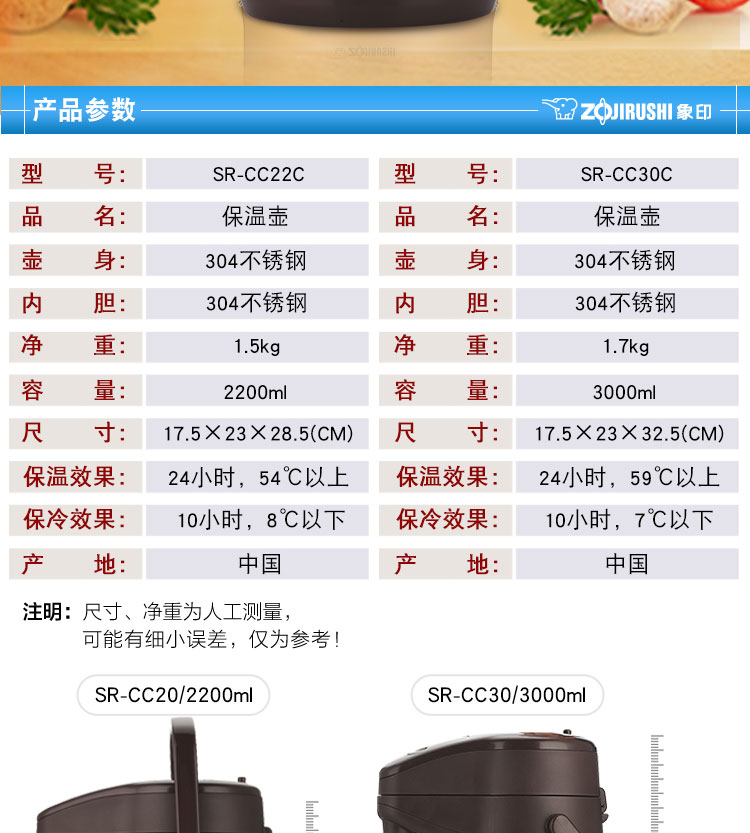 ZOJIRUSHI
产品参数
ZOJIRUSHI 象印
型号: SR-CC22C 型号: SR-CC30C
品名: 保温壶 品名: 保温壶
壶身: 304不锈钢 壶身: 304不锈钢
内胆: 304不锈钢 内胆: 304不锈钢
净重: 1.5kg 净重: 1.7kg
容量: 2200ml 容量: 3000ml
尺寸: 17.5×23×28.5(CM) 尺寸: 17.5×23×32.5(CM)
保温效果: 24小时，54℃以上 保温效果: 24小时，59℃以上
保冷效果: 10小时，8℃以下 保冷效果: 10小时，7℃以下
产地: 中国 产地: 中国
注明：尺寸、净重为人工测量，
可能有细小误差，仅为参考！
SR-CC20/2200ml SR-CC30/3000ml